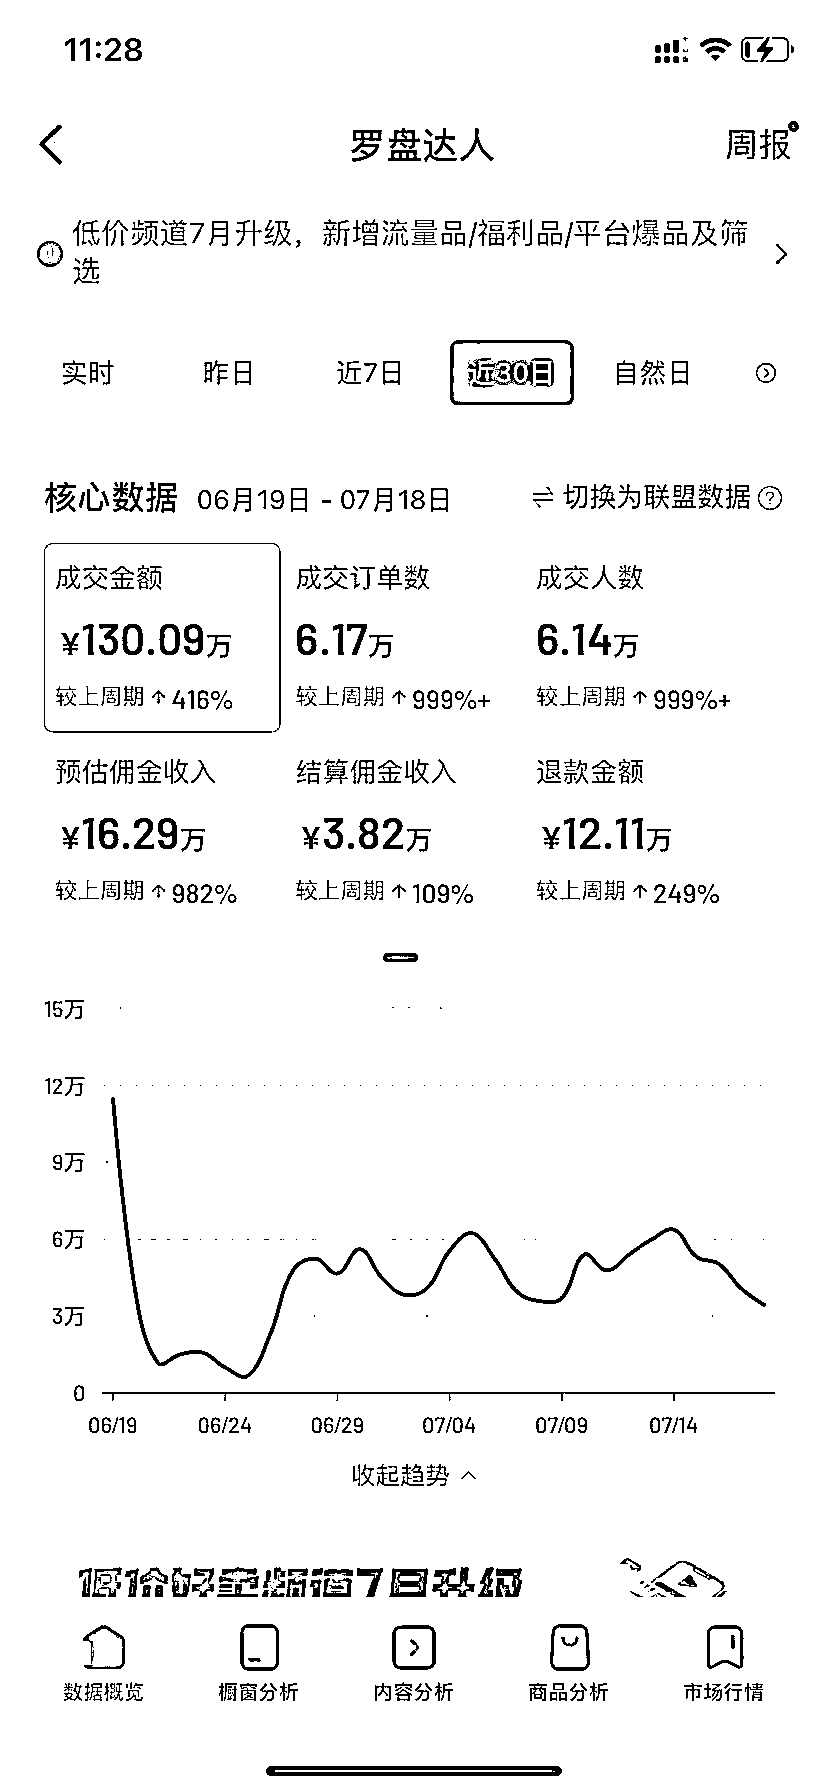 11:28
罗盘达人
周报
低价频道7月升级，新增流量品/福利品/平台爆品及筛
选
实时 昨日 近7日 近30日 自然日
核心数据 06月19日 - 07月18日 ⇌ 切换为联盟数据 ?
成交金额 成交订单数 成交人数
¥130.09万 6.17万 6.14万
较上周期↑416% 较上周期↑999%+ 较上周期↑999%+
预估佣金收入 结算佣金收入 退款金额
¥16.29万 ¥3.82万 ¥12.11万
较上周期↑982% 较上周期↑109% 较上周期↑249%
15万
12万
9万
6万
3万
0
06/19 06/24 06/29 07/04 07/09 07/14
收起趋势
低价好卖频道7月升级
数据概览 橱窗分析 内容分析 商品分析 市场行情